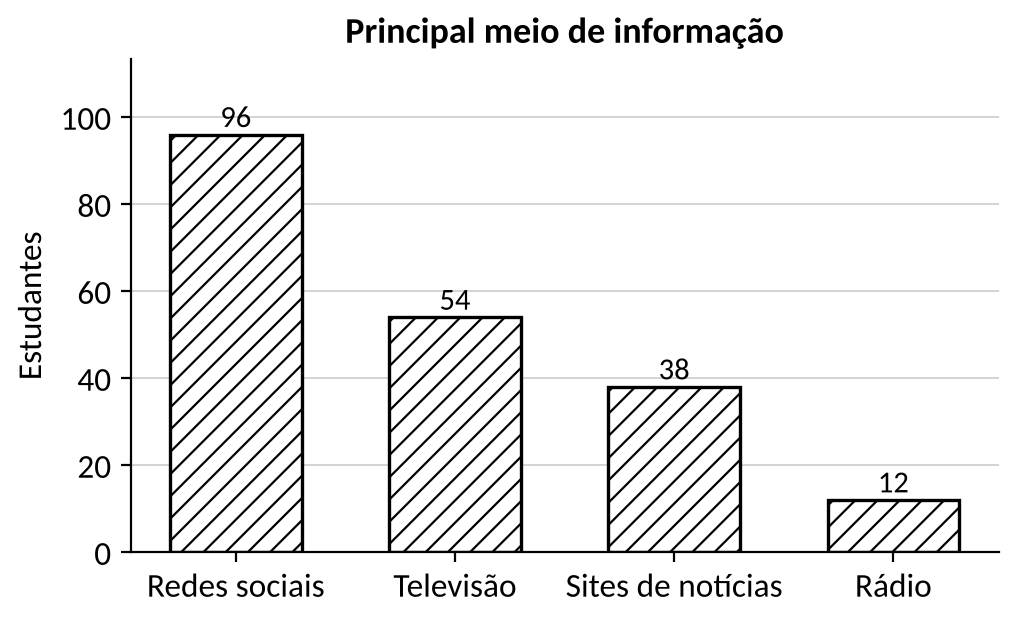 Principal meio de informação
Estudantes
100
80
60
40
20
0
96
54
38
12
Redes sociais
Televisão
Sites de notícias
Rádio